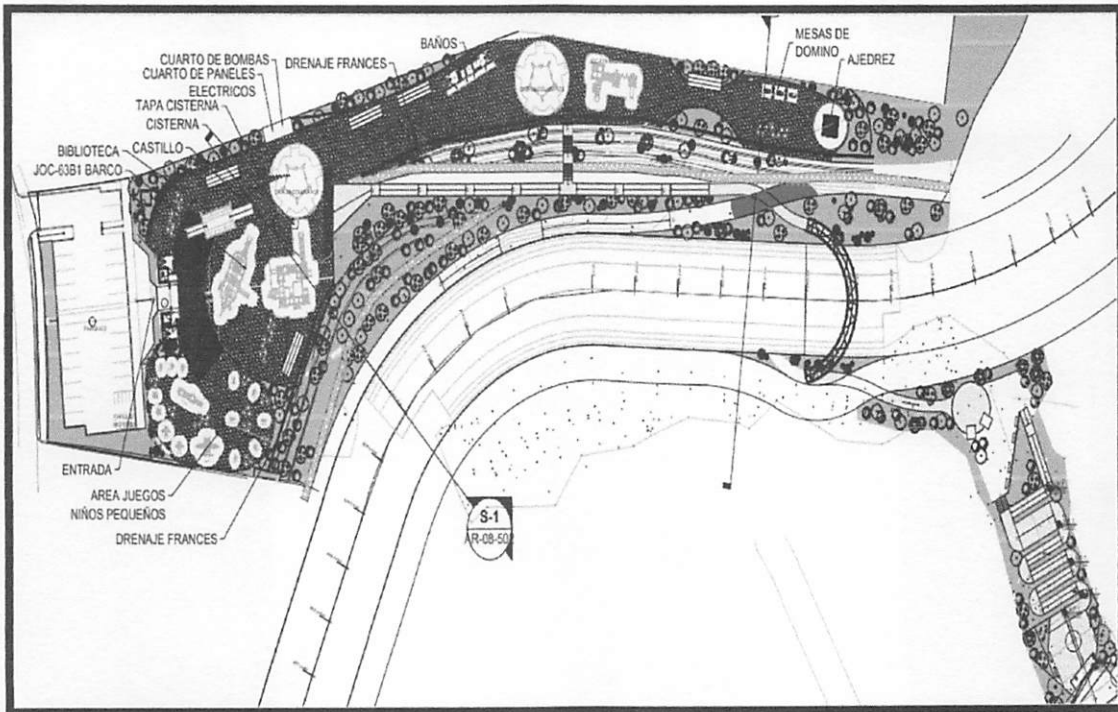 BAÑOS
CUARTO DE BOMBAS
DRENAJE FRANCES
CUARTO DE PANELES
ELECTRICOS
TAPA CISTERNA
CISTERNA
CASTILLO
BIBLIOTECA
JOC-63B1 BARCO
MESAS DE
DOMINO
AJEDREZ
ENTRADA
AREA JUEGOS
NIÑOS PEQUEÑOS
DRENAJE FRANCES
S-1
AR-08-502